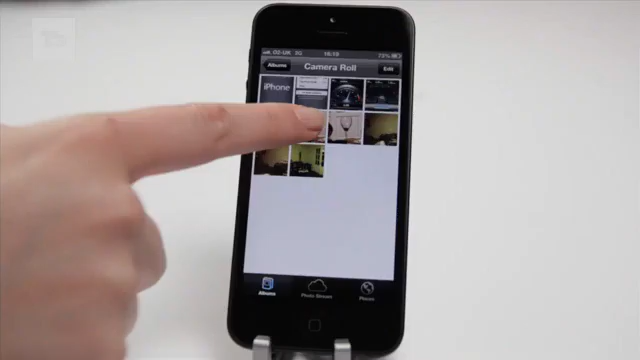 O2-UK 3G 16:18 72%
Albums Camera Roll Edit
iPhone
Albums Photo Stream Places